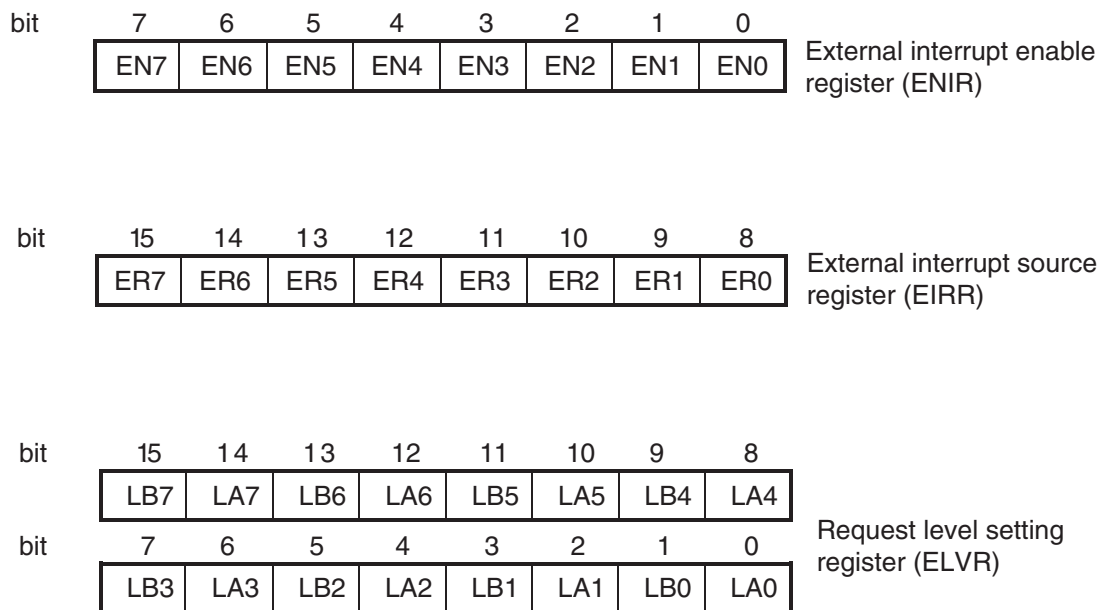 bit 7 6 5 4 3 2 1 0
EN7 EN6 EN5 EN4 EN3 EN2 EN1 EN0
External interrupt enable
register (ENIR)
bit 15 14 13 12 11 10 9 8
ER7 ER6 ER5 ER4 ER3 ER2 ER1 ER0
External interrupt source
register (EIRR)
bit 15 14 13 12 11 10 9 8
LB7 LA7 LB6 LA6 LB5 LA5 LB4 LA4
bit 7 6 5 4 3 2 1 0
LB3 LA3 LB2 LA2 LB1 LA1 LB0 LA0
Request level setting
register (ELVR)